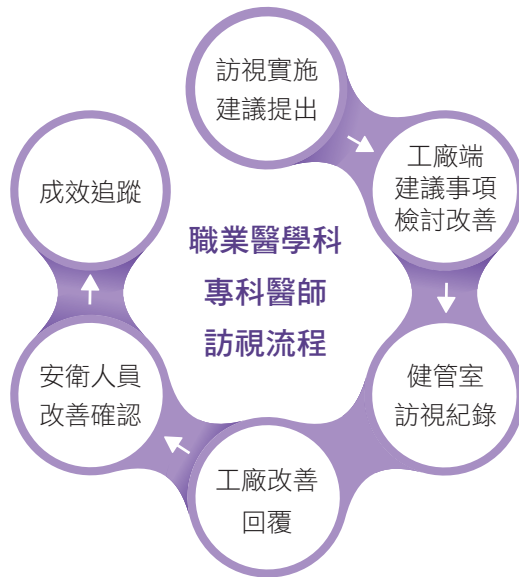 職業醫學科
專科醫師
訪視流程
訪視實施
建議提出
工廠端
建議事項
檢討改善
健管室
訪視紀錄
工廠改善
回覆
安衛人員
改善確認
成效追蹤